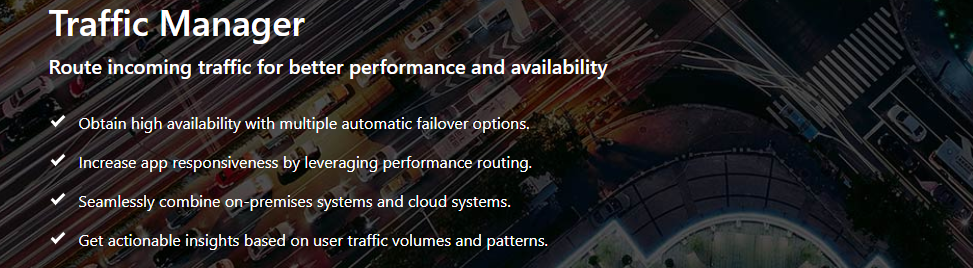 Traffic Manager
Route incoming traffic for better performance and availability
Obtain high availability with multiple automatic failover options.
Increase app responsiveness by leveraging performance routing.
Seamlessly combine on-premises systems and cloud systems.
Get actionable insights based on user traffic volumes and patterns.